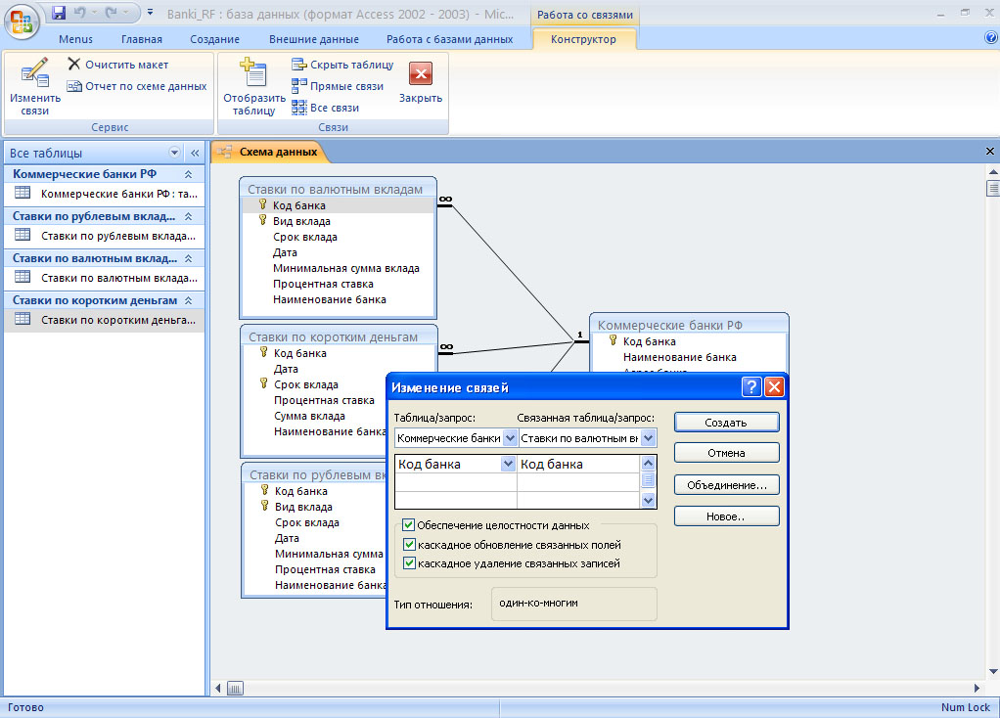 Banki_RF : база данных (формат Access 2002 - 2003) - Mic...
Работа со связями
Menus
Главная
Создание
Внешние данные
Работа с базами данных
Конструктор
Изменить
связи
Очистить макет
Отчет по схеме данных
Сервис
Отобразить
таблицу
Скрыть таблицу
Прямые связи
Все связи
Закрыть
Связи
Все таблицы
Коммерческие банки РФ
Коммерческие банки РФ : та...
Ставки по рублевым вклад...
Ставки по рублевым вклада...
Ставки по валютным вклад...
Ставки по валютным вклада...
Ставки по коротким деньгам
Ставки по коротким деньга...
Схема данных
Ставки по валютным вкладам
Код банка
Вид вклада
Срок вклада
Дата
Минимальная сумма вклада
Процентная ставка
Наименование банка
∞
Ставки по коротким деньгам
Код банка
Дата
Срок вклада
Процентная ставка
Сумма вклада
Наименование банка
∞
Ставки по рублевым
Код банка
Вид вклада
Срок вклада
Дата
Минимальная сумма
Процентная ставка
Наименование банка
1
Коммерческие банки РФ
Код банка
Наименование банка
Изменение связей
Таблица/запрос:
Связанная таблица/запрос:
Коммерческие банки
Ставки по валютным
Код банка
Код банка
Обеспечение целостности данных
каскадное обновление связанных полей
каскадное удаление связанных записей
Тип отношения:
один-ко-многим
Создать
Отмена
Объединение...
Новое..
Готово
Num Lock